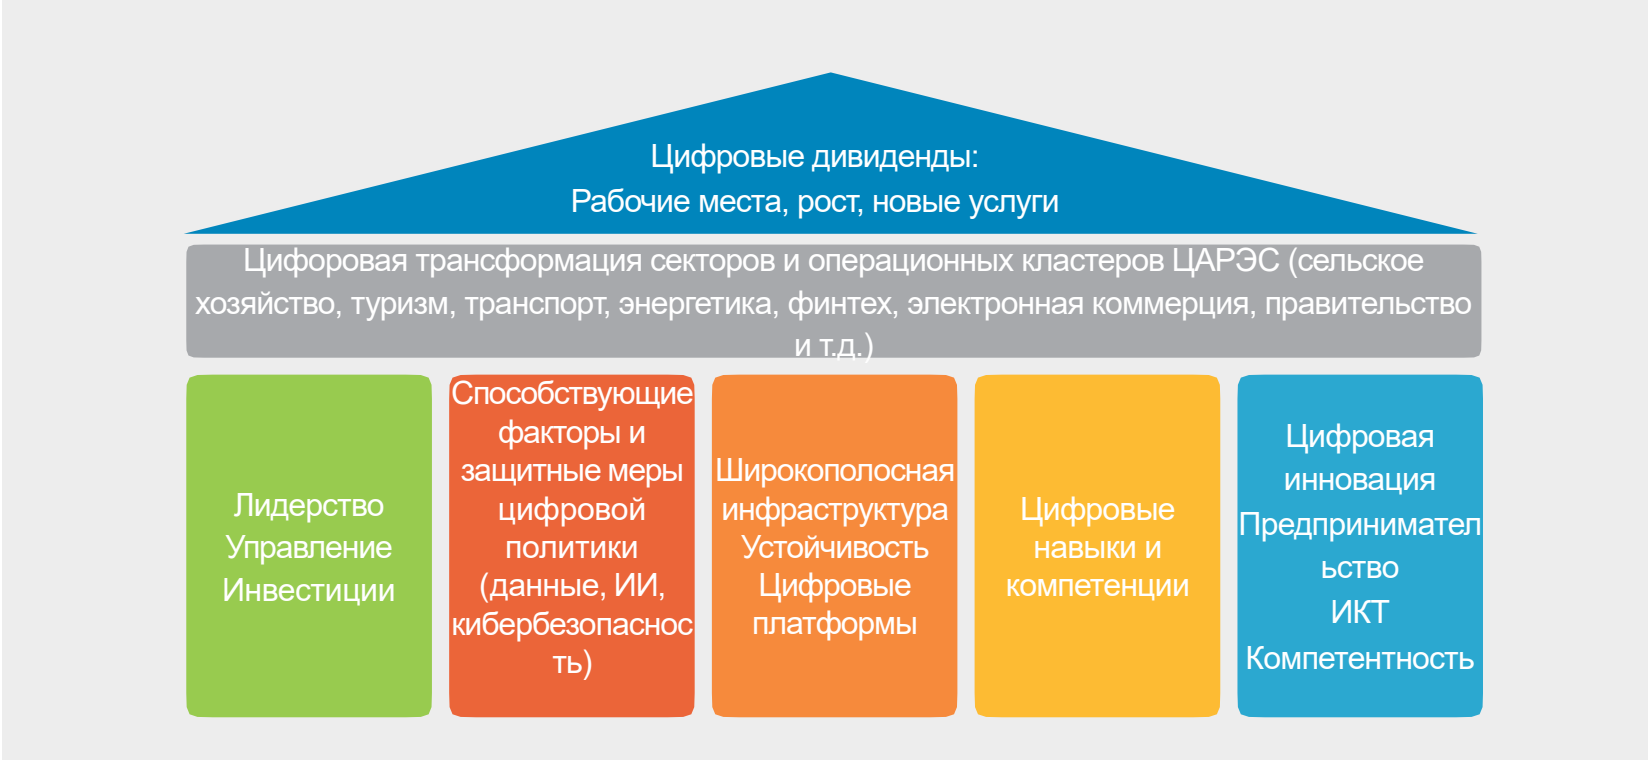 Цифровые дивиденды:
Рабочие места, рост, новые услуги
Цифоровая трансформация секторов и операционных кластеров ЦАРЭС (сельское
хозяйство, туризм, транспорт, энергетика, финтех, электронная коммерция, правительство
и т.д.)
Лидерство
Управление
Инвестиции
Способствующие
факторы и
защитные меры
цифровой
политики
(данные, ИИ,
кибербезопаснос
ть)
Широкополосная
инфраструктура
Устойчивость
Цифровые
платформы
Цифровые
навыки и
компетенции
Цифровая
инновация
Предпринимател
ьство
ИКТ
Компетентность